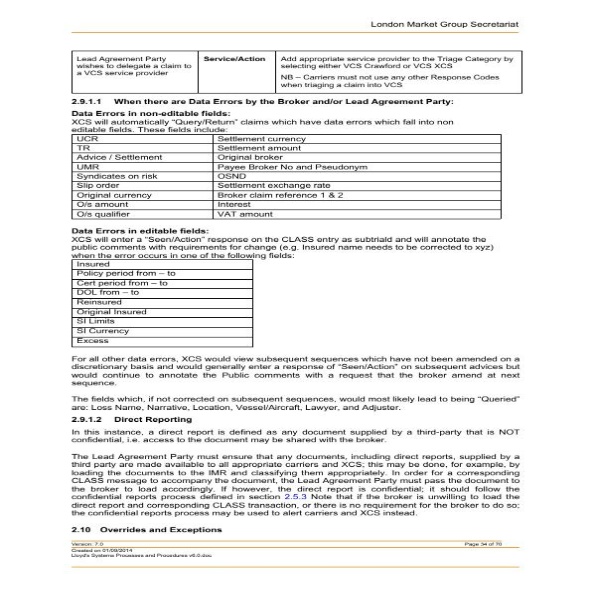 London Market Group Secretariat
Lead Agreement Party wishes to delegate a claim to a VCS service provider
Service/Action
Add appropriate service provider to the Triage Category by selecting either VCS Crawford or VCS XCS
NB – Carriers must not use any other Response Codes when triaging a claim into VCS
2.9.1.1 When there are Data Errors by the Broker and/or Lead Agreement Party:
Data Errors in non-editable fields:
XCS will automatically "Query/Return" claims which have data errors which fall into non
editable fields. These fields include:
UCR Settlement currency
TR Settlement amount
Advice / Settlement Original broker
UMR Payee Broker No and Pseudonym
Syndicates on risk OSND
Slip order Settlement exchange rate
Original currency Broker claim reference 1 & 2
O/s amount Interest
O/s qualifier VAT amount
Data Errors in editable fields:
XCS will enter a "Seen/Action" response on the CLASS entry as subtriald and will annotate the
public comments with requirements for change (e.g. Insured name needs to be corrected to xyz)
when the error occurs in one of the following fields:
Insured
Policy period from – to
Cert period from – to
DOL from – to
Reinsured
Original Insured
SI Limits
SI Currency
Excess
For all other data errors, XCS would view subsequent sequences which have not been amended on a
discretionary basis and would generally enter a response of "Seen/Action" on subsequent advices but
would continue to annotate the Public comments with a request that the broker amend at next
sequence.
The fields which, if not corrected on subsequent sequences, would most likely lead to being "Queried"
are: Loss Name, Narrative, Location, Vessel/Aircraft, Lawyer, and Adjuster.
2.9.1.2 Direct Reporting
In this instance, a direct report is defined as any document supplied by a third-party that is NOT
confidential, i.e. access to the document may be shared with the broker.
The Lead Agreement Party must ensure that any documents, including direct reports, supplied by a
third party are made available to all appropriate carriers and XCS; this may be done, for example, by
loading the documents to the IMR and classifying them appropriately. In order for a corresponding
CLASS message to accompany the document, the Lead Agreement Party must pass the document to
the broker to load accordingly. If however, the direct report is confidential; it should follow the
confidential reports process defined in section 2.5.3 Note that if the broker is unwilling to load the
direct report and corresponding CLASS transaction, or there is no requirement for the broker to do so;
the confidential reports process may be used to alert carriers and XCS instead.
2.10 Overrides and Exceptions
Version: 7.0 Page 34 of 76
Created on 01/09/2014
Lloyd's Systems Processes and Procedures v6.0.doc